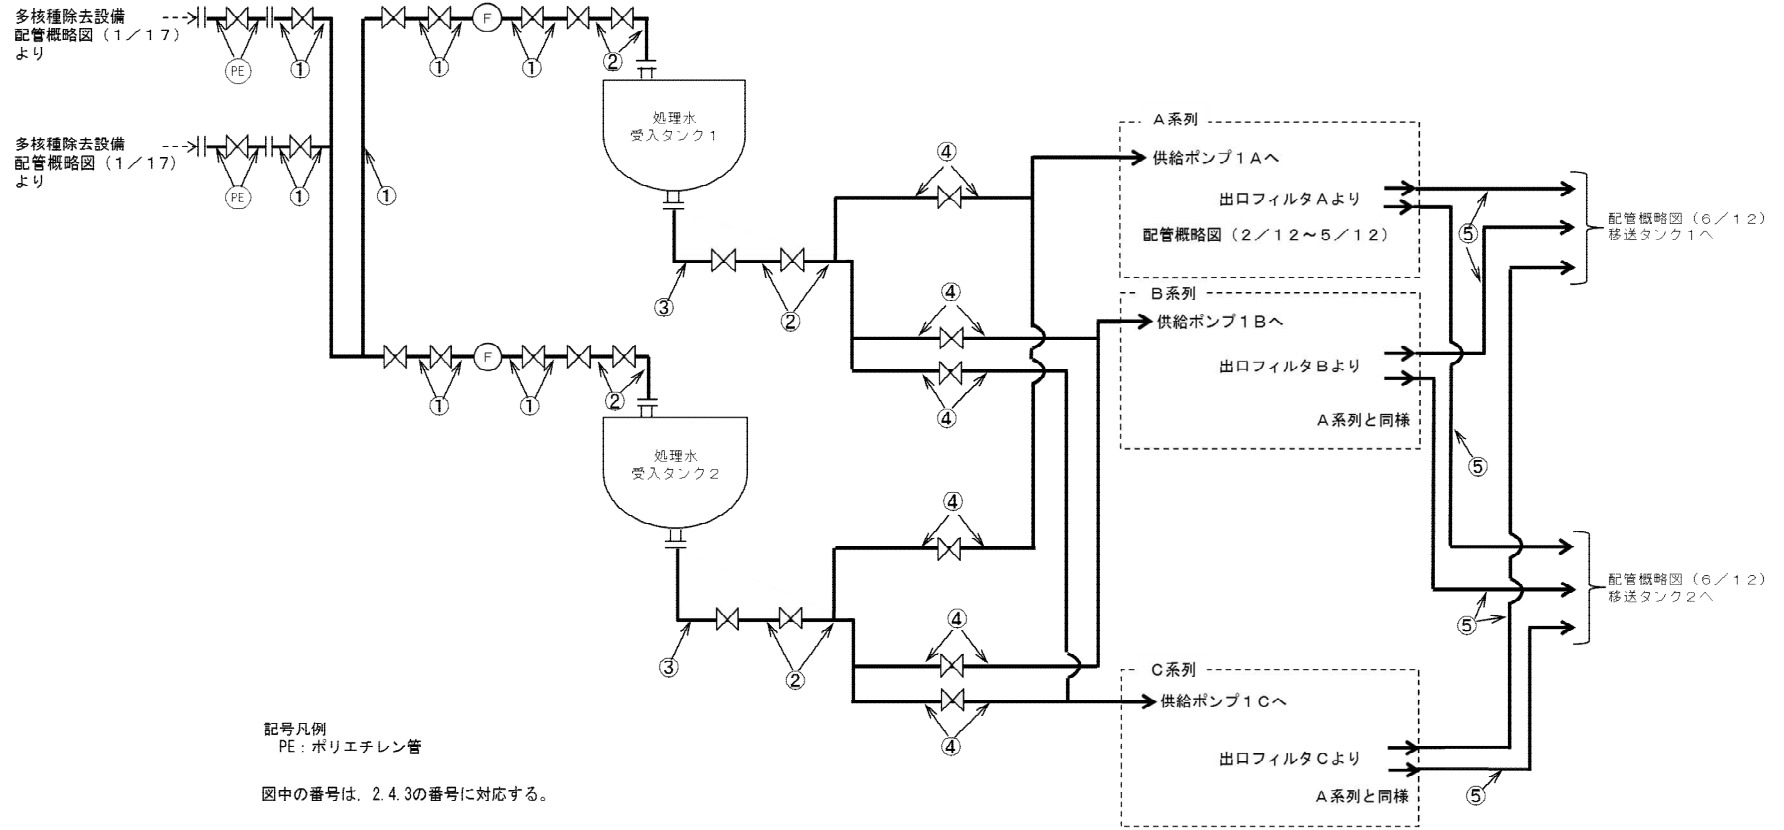 多核種除去設備
配管概略図（１／１７）
より
PE
①
①
F
①
②
処理水
受入タンク１
多核種除去設備
配管概略図（１／１７）
より
PE
①
①
③
②
④
④
④
Ａ系列
供給ポンプ１Ａへ
出口フィルタＡより
配管概略図（２／１２～５／１２）
⑤
配管概略図（６／１２）
移送タンク１へ
Ｂ系列
供給ポンプ１Ｂへ
出口フィルタＢより
Ａ系列と同様
⑤
F
①
①
②
処理水
受入タンク２
③
②
④
④
④
⑤
配管概略図（６／１２）
移送タンク２へ
Ｃ系列
供給ポンプ１Ｃへ
出口フィルタＣより
Ａ系列と同様
⑤
記号凡例
PE：ポリエチレン管
図中の番号は，2.4.3の番号に対応する。